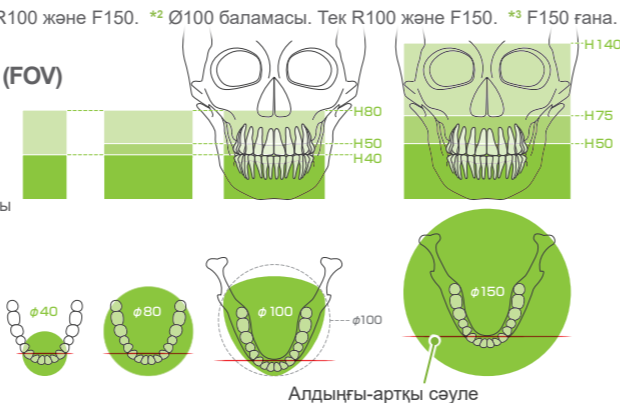 R100 және F150. *² Ø100 баламасы. Тек R100 және F150. *³ F150 ғана.
(FOV)
H140
H80
H75
H50
H50
H40
ы
φ40
φ80
φ100
φ100
φ150
Алдыңғы-артқы сәуле